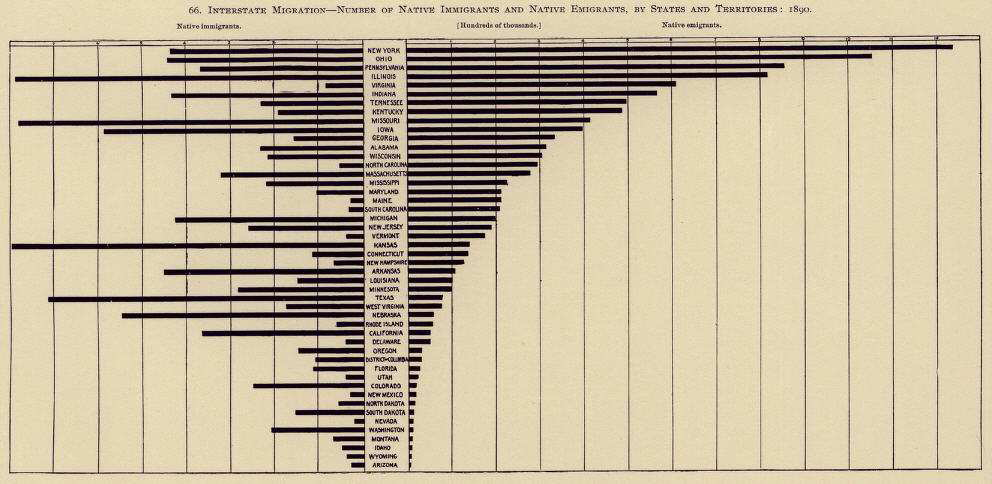 66. Interstate Migration—Number of Native Immigrants and Native Emigrants, by States and Territories: 1890.
Native immigrants. [Hundreds of thousands.] Native emigrants.
NEW YORK
OHIO
PENNSYLVANIA
ILLINOIS
VIRGINIA
INDIANA
TENNESSEE
KENTUCKY
MISSOURI
IOWA
GEORGIA
ALABAMA
WISCONSIN
NORTH CAROLINA
MASSACHUSETTS
MISSISSIPPI
MARYLAND
MAINE
SOUTH CAROLINA
MICHIGAN
NEW JERSEY
VERMONT
KANSAS
CONNECTICUT
NEW HAMPSHIRE
ARKANSAS
LOUISIANA
MINNESOTA
TEXAS
WEST VIRGINIA
NEBRASKA
RHODE ISLAND
CALIFORNIA
DELAWARE
OREGON
DISTRICT-COLUMBIA
FLORIDA
UTAH
COLORADO
NEW MEXICO
NORTH DAKOTA
SOUTH DAKOTA
NEVADA
WASHINGTON
MONTANA
IDAHO
WYOMING
ARIZONA